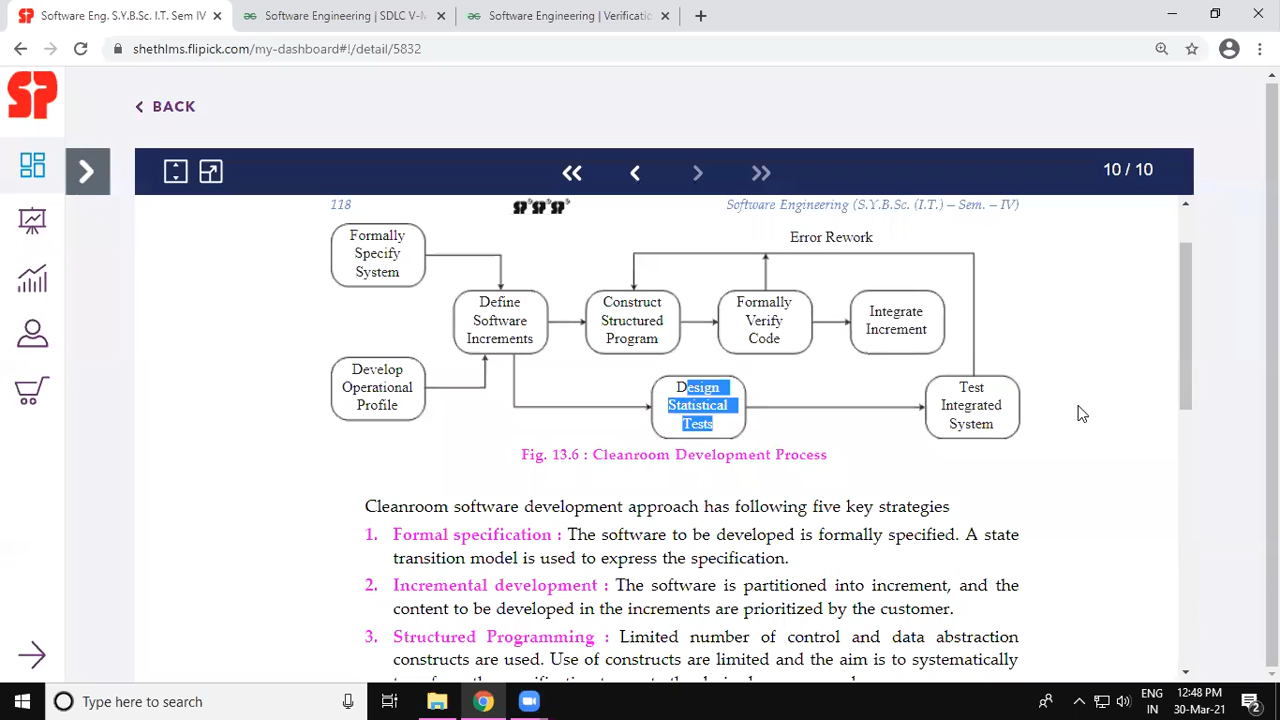 Software Eng. S.Y.B.Sc. I.T. Sem IV
Software Engineering | SDLC V-M
Software Engineering | Verificatio
shethlms.flipick.com/my-dashboard#!/detail/5832
SP
BACK
10 / 10
118
SP SP SP
Software Engineering (S.Y.B.Sc. (I.T.) – Sem. – IV)
Formally
Specify
System
Error Rework
Define
Software
Increments
Construct
Structured
Program
Formally
Verify
Code
Integrate
Increment
Develop
Operational
Profile
Design
Statistical
Tests
Test
Integrated
System
Fig. 13.6 : Cleanroom Development Process
Cleanroom software development approach has following five key strategies
1. Formal specification : The software to be developed is formally specified. A state
transition model is used to express the specification.
2. Incremental development : The software is partitioned into increment, and the
content to be developed in the increments are prioritized by the customer.
3. Structured Programming : Limited number of control and data abstraction
constructs are used. Use of constructs are limited and the aim is to systematically
Type here to search
ENG
IN
12:48 PM
30-Mar-21
2